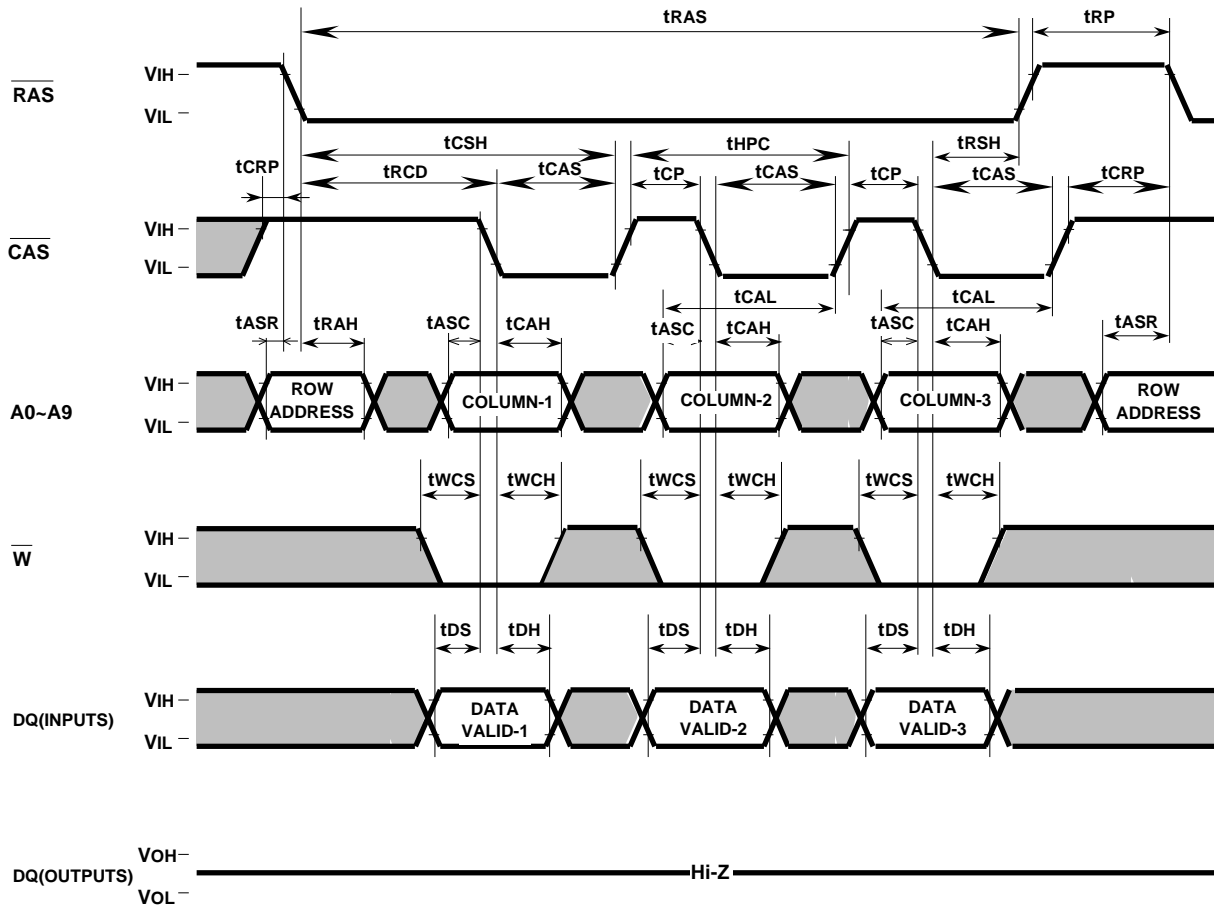 tRAS
tRP
RAS
VIH
VIL
tCSH
tHPC
tRSH
tCRP
tRCD
tCAS
tCP
tCAS
tCP
tCAS
tCRP
CAS
VIH
VIL
tCAL
tCAL
tASR
tRAH
tASC
tCAH
tASC
tCAH
tASC
tCAH
tASR
A0~A9
VIH
VIL
ROW
ADDRESS
COLUMN-1
COLUMN-2
COLUMN-3
ROW
ADDRESS
tWCS
tWCH
tWCS
tWCH
tWCS
tWCH
W
VIH
VIL
tDS
tDH
tDS
tDH
tDS
tDH
DQ(INPUTS)
VIH
VIL
DATA
VALID-1
DATA
VALID-2
DATA
VALID-3
DQ(OUTPUTS)
VOH
VOL
Hi-Z